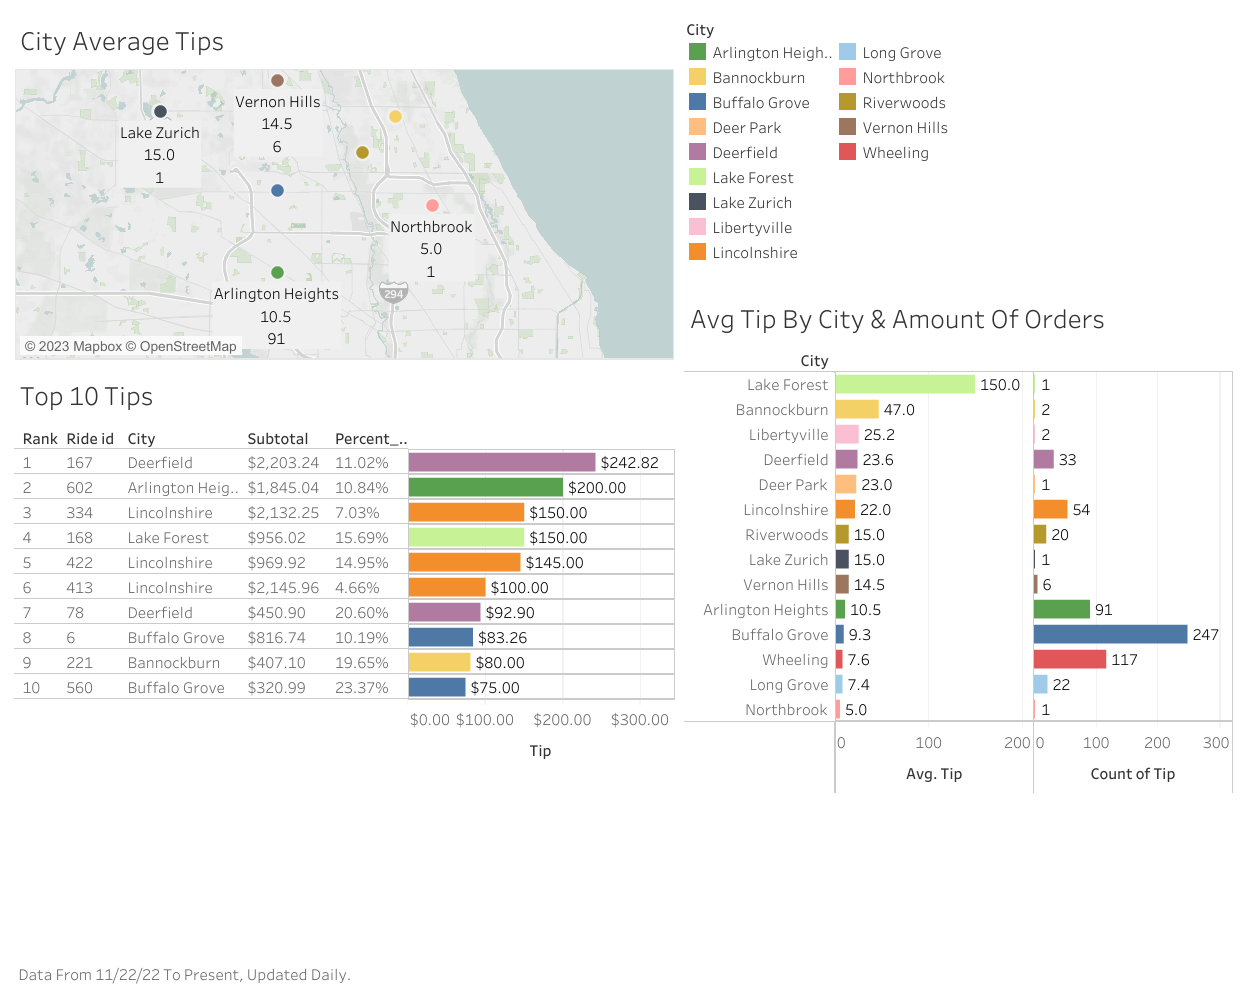 City Average Tips
Vernon Hills
14.5
6
Lake Zurich
15.0
1
Northbrook
5.0
1
294
Arlington Heights
10.5
91
© 2023 Mapbox © OpenStreetMap
City
Arlington Heigh..
Bannockburn
Buffalo Grove
Deer Park
Deerfield
Lake Forest
Lake Zurich
Libertyville
Lincolnshire
Long Grove
Northbrook
Riverwoods
Vernon Hills
Wheeling
Top 10 Tips
Rank Ride id City Subtotal Percent_..
1 167 Deerfield $2,203.24 11.02% $242.82
2 602 Arlington Heig.. $1,845.04 10.84% $200.00
3 334 Lincolnshire $2,132.25 7.03% $150.00
4 168 Lake Forest $956.02 15.69% $150.00
5 422 Lincolnshire $969.92 14.95% $145.00
6 413 Lincolnshire $2,145.96 4.66% $100.00
7 78 Deerfield $450.90 20.60% $92.90
8 6 Buffalo Grove $816.74 10.19% $83.26
9 221 Bannockburn $407.10 19.65% $80.00
10 560 Buffalo Grove $320.99 23.37% $75.00
$0.00 $100.00 $200.00 $300.00
Tip
Avg Tip By City & Amount Of Orders
City
Lake Forest 150.0 1
Bannockburn 47.0 2
Libertyville 25.2 2
Deerfield 23.6 33
Deer Park 23.0 1
Lincolnshire 22.0 54
Riverwoods 15.0 20
Lake Zurich 15.0 1
Vernon Hills 14.5 6
Arlington Heights 10.5 91
Buffalo Grove 9.3 247
Wheeling 7.6 117
Long Grove 7.4 22
Northbrook 5.0 1
0 100 200 0 100 200 300
Avg. Tip Count of Tip
Data From 11/22/22 To Present, Updated Daily.